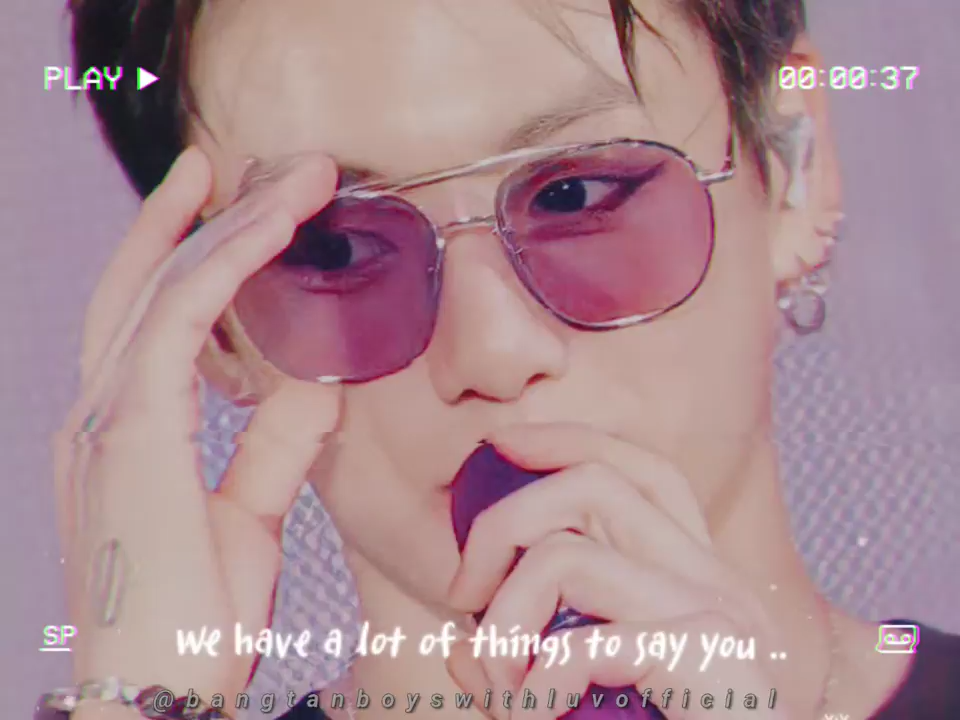 PLAY 00:00:37
SP
we have a lot of things to say you ..
@bangtanboyswithluvofficial